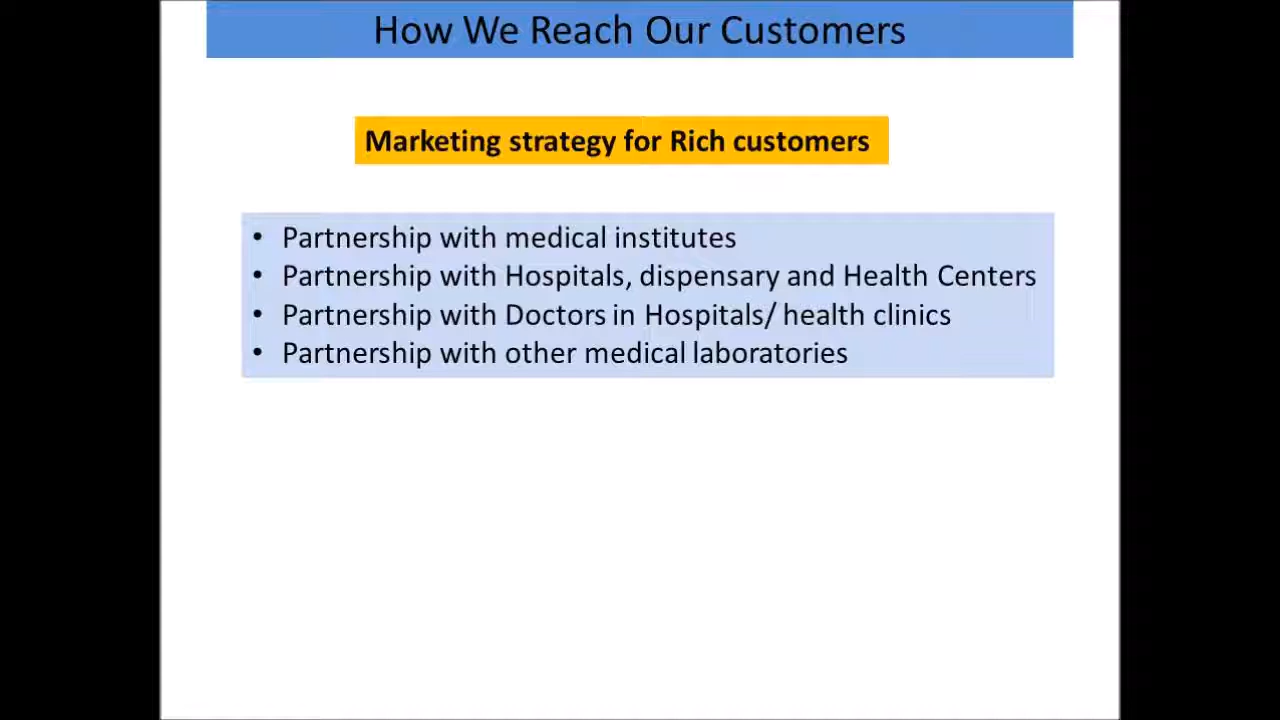 How We Reach Our Customers
Marketing strategy for Rich customers
• Partnership with medical institutes
• Partnership with Hospitals, dispensary and Health Centers
• Partnership with Doctors in Hospitals/ health clinics
• Partnership with other medical laboratories